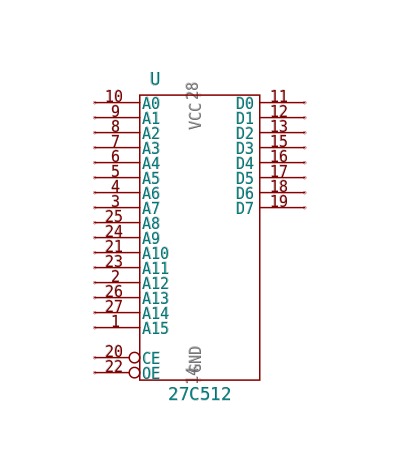 U
28
VCC
10 A0 D0 11
9 A1 D1 12
8 A2 D2 13
7 A3 D3 15
6 A4 D4 16
5 A5 D5 17
4 A6 D6 18
3 A7 D7 19
25 A8
24 A9
21 A10
23 A11
2 A12
26 A13
27 A14
1 A15
20 CE
22 OE
GND
14
27C512